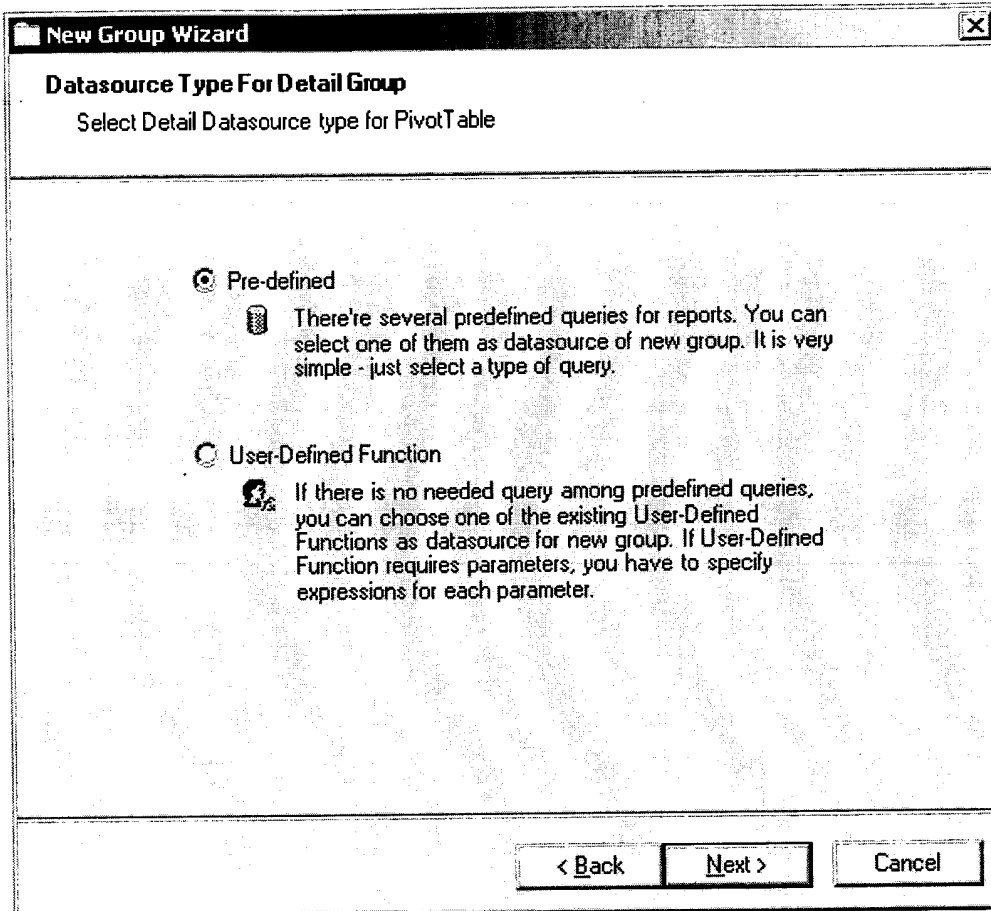 New Group Wizard
Datasource Type For Detail Group
Select Detail Datasource type for PivotTable
Pre-defined
There're several predefined queries for reports. You can
select one of them as datasource of new group. It is very
simple - just select a type of query.
User-Defined Function
If there is no needed query among predefined queries,
you can choose one of the existing User-Defined
Functions as datasource for new group. If User-Defined
Function requires parameters, you have to specify
expressions for each parameter.
< Back
Next >
Cancel